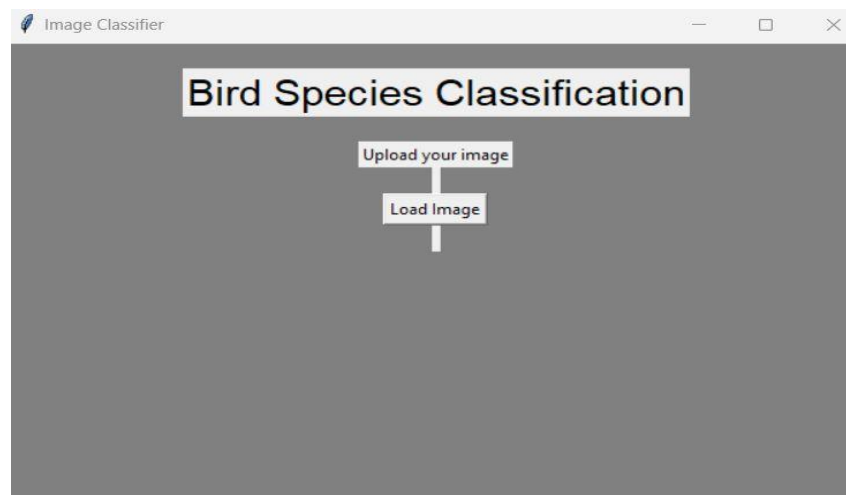 Image Classifier
Bird Species Classification
Upload your image
Load Image